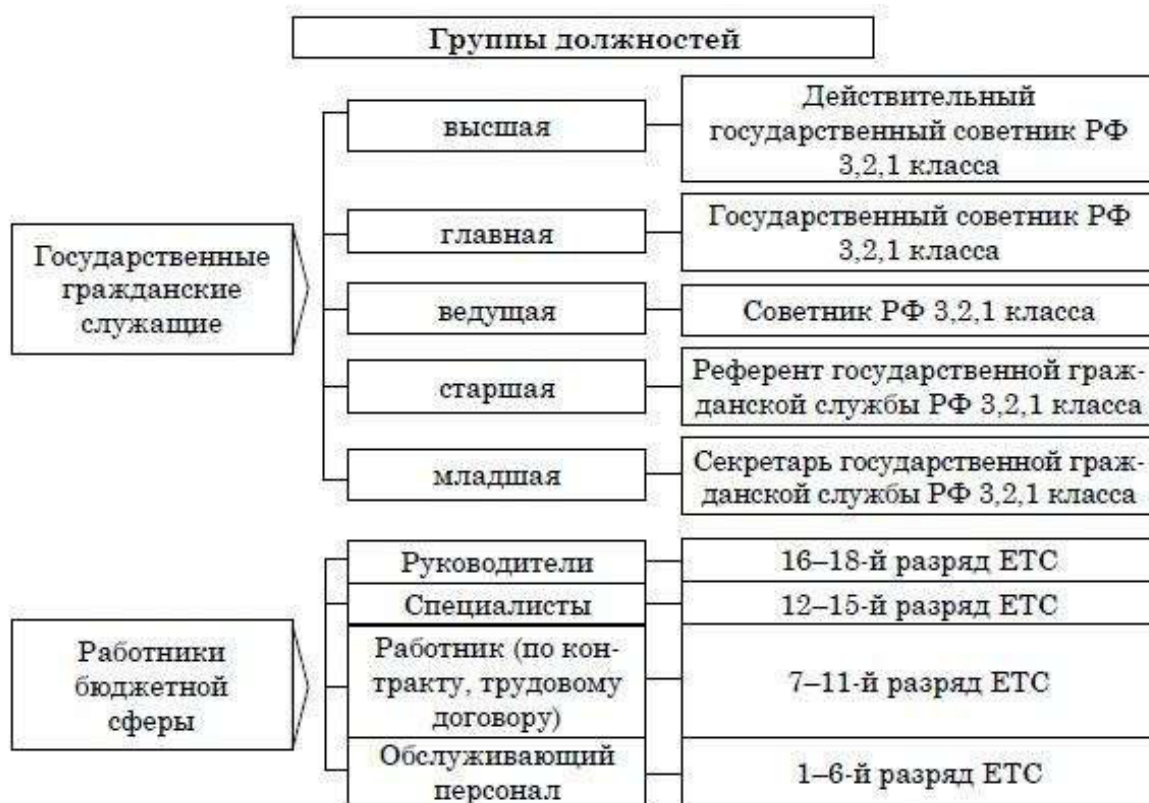 Группы должностей
Государственные
гражданские
служащие
высшая
Действительный
государственный советник РФ
3,2,1 класса
главная
Государственный советник РФ
3,2,1 класса
ведущая
Советник РФ 3,2,1 класса
старшая
Референт государственной граж-
данской службы РФ 3,2,1 класса
младшая
Секретарь государственной граж-
данской службы РФ 3,2,1 класса
Работники
бюджетной
сферы
Руководители
16–18-й разряд ЕТС
Специалисты
12–15-й разряд ЕТС
Работник (по кон-
тракту, трудовому
договору)
7–11-й разряд ЕТС
Обслуживающий
персонал
1–6-й разряд ЕТС